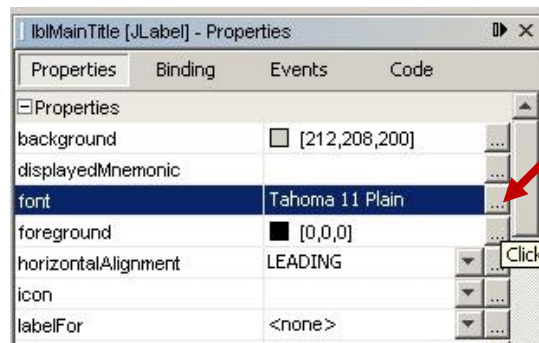 lblMainTitle [JLabel] - Properties
Properties Binding Events Code
Properties
background [212,208,200] ...
displayedMnemonic ...
font Tahoma 11 Plain ...
foreground [0,0,0] ...
horizontalAlignment LEADING ...
Click
icon ...
labelFor <none> ...